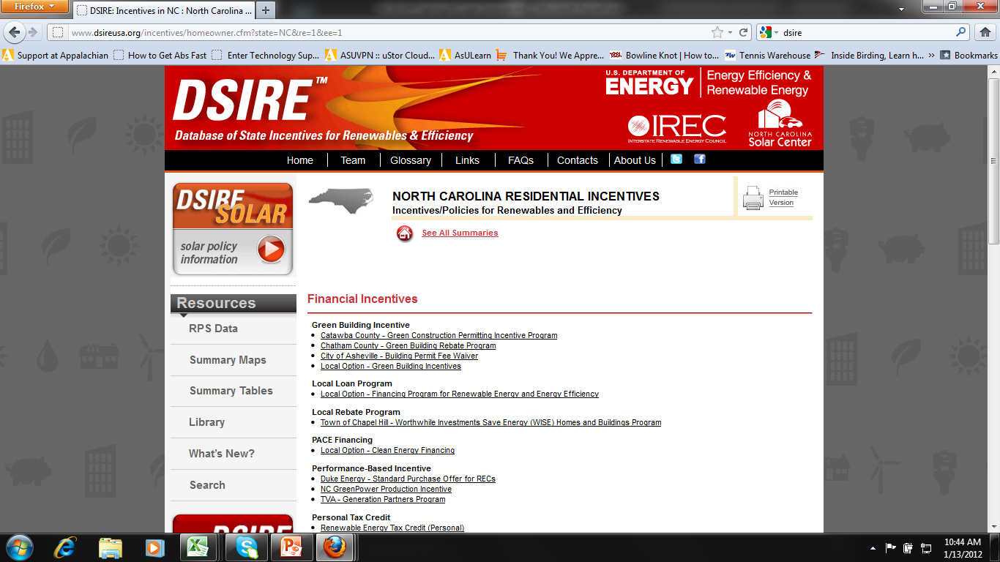 Firefox
DSIRE: Incentives in NC : North Carolina ...
www.dsireusa.org/incentives/homeowner.cfm?state=NC&re=1&ee=1
dsire
Support at Appalachian
How to Get Abs Fast
Enter Technology Sup...
ASUVPN :: uStor Cloud...
AsULearn
Thank You! We Appre...
Bowline Knot | How to...
Tennis Warehouse
Inside Birding, Learn h...
»
Bookmarks
DSIRE™
Database of State Incentives for Renewables & Efficiency
U.S. DEPARTMENT OF
ENERGY
Energy Efficiency &
Renewable Energy
IREC
INTERSTATE RENEWABLE ENERGY COUNCIL
NORTH CAROLINA
Solar Center
Home
Team
Glossary
Links
FAQs
Contacts
About Us
DSIRE
SOLAR
solar policy
information
NORTH CAROLINA RESIDENTIAL INCENTIVES
Incentives/Policies for Renewables and Efficiency
Printable
Version
See All Summaries
Resources
RPS Data
Summary Maps
Summary Tables
Library
What's New?
Search
DSIRE
Financial Incentives
Green Building Incentive
• Catawba County - Green Construction Permitting Incentive Program
• Chatham County - Green Building Rebate Program
• City of Asheville - Building Permit Fee Waiver
• Local Option - Green Building Incentives
Local Loan Program
• Local Option - Financing Program for Renewable Energy and Energy Efficiency
Local Rebate Program
• Town of Chapel Hill - Worthwhile Investments Save Energy (WISE) Homes and Buildings Program
PACE Financing
• Local Option - Clean Energy Financing
Performance-Based Incentive
• Duke Energy - Standard Purchase Offer for RECs
• NC GreenPower Production Incentive
• TVA - Generation Partners Program
Personal Tax Credit
• Renewable Energy Tax Credit (Personal)
10:44 AM
1/13/2012